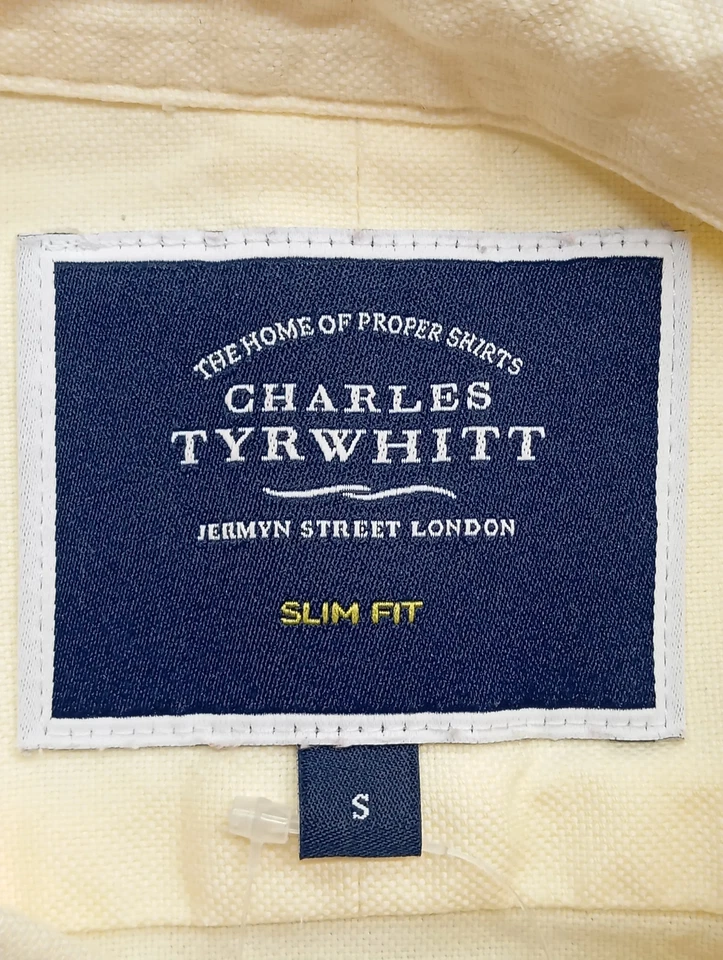 THE HOME OF PROPER SHIRTS
CHARLES
TYRWHITT
JERMYN STREET LONDON
SLIM FIT
S